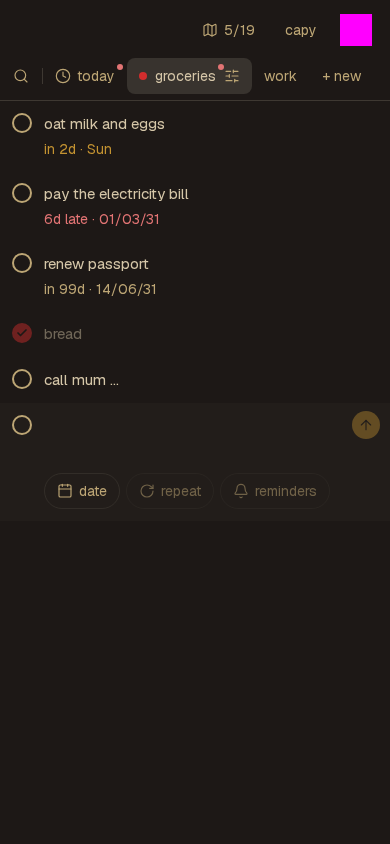 5/19
capy
today
groceries
work
+ new
oat milk and eggs
in 2d · Sun
pay the electricity bill
6d late · 01/03/31
renew passport
in 99d · 14/06/31
bread
call mum ...
date
repeat
reminders